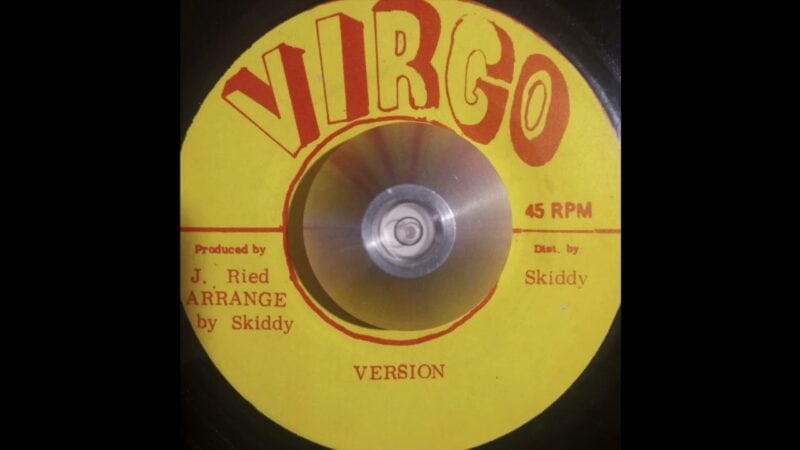 VIRGO
45 RPM
Produced by
J. Ried
ARRANGE
by Skiddy
Dist. by
Skiddy
VERSION